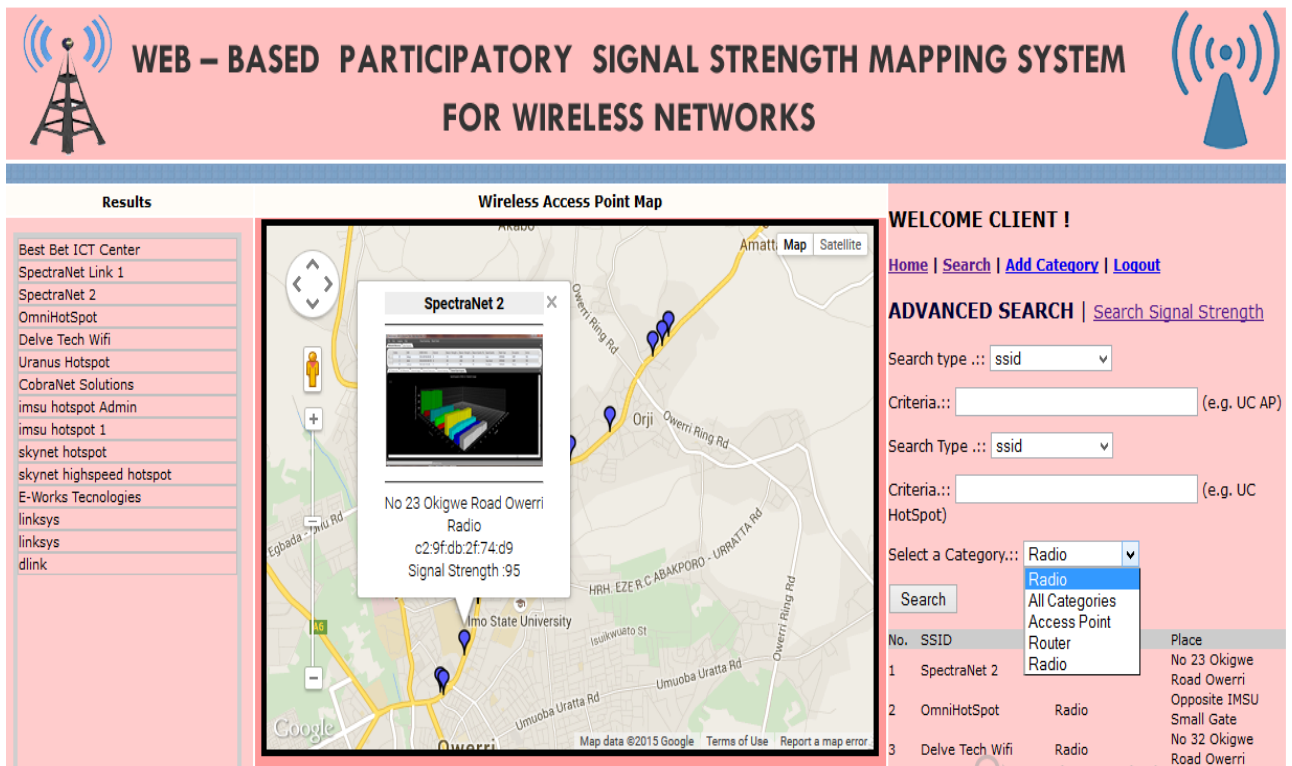 WEB – BASED PARTICIPATORY SIGNAL STRENGTH MAPPING SYSTEM
FOR WIRELESS NETWORKS
Results
Best Bet ICT Center
SpectraNet Link 1
SpectraNet 2
OmniHotSpot
Delve Tech Wifi
Uranus Hotspot
CobraNet Solutions
imsu hotspot Admin
imsu hotspot 1
skynet hotspot
skynet highspeed hotspot
E-Works Tecnologies
linksys
linksys
dlink
Wireless Access Point Map
Akabo
Amatt
Map Satellite
SpectraNet 2
No 23 Okigwe Road Owerri
Radio
c2:9f:db:2f:74:d9
Signal Strength :95
Owerri Ring Rd
Orji
Owerri Ring Rd
Egbada -
Rd
HRH. EZE R.C ABAKPORO - URRATTA RD
Owerri Ring Rd
Imo State University
Isuikwuato St
A6
Umuoba Uratta Rd
Umuoba Uratta Rd
Owerri
Google
Map data ©2015 Google Terms of Use Report a map error
WELCOME CLIENT !
Home | Search | Add Category | Logout
ADVANCED SEARCH | Search Signal Strength
Search type .:: ssid
Criteria.:: (e.g. UC AP)
Search Type .:: ssid
Criteria.:: (e.g. UC
HotSpot)
Select a Category.:: Radio
Radio
All Categories
Access Point
Router
Radio
Search
No. SSID Place
1 SpectraNet 2 No 23 Okigwe
Road Owerri
2 OmniHotSpot Radio Opposite IMSU
Small Gate
3 Delve Tech Wifi Radio No 32 Okigwe
Road Owerri